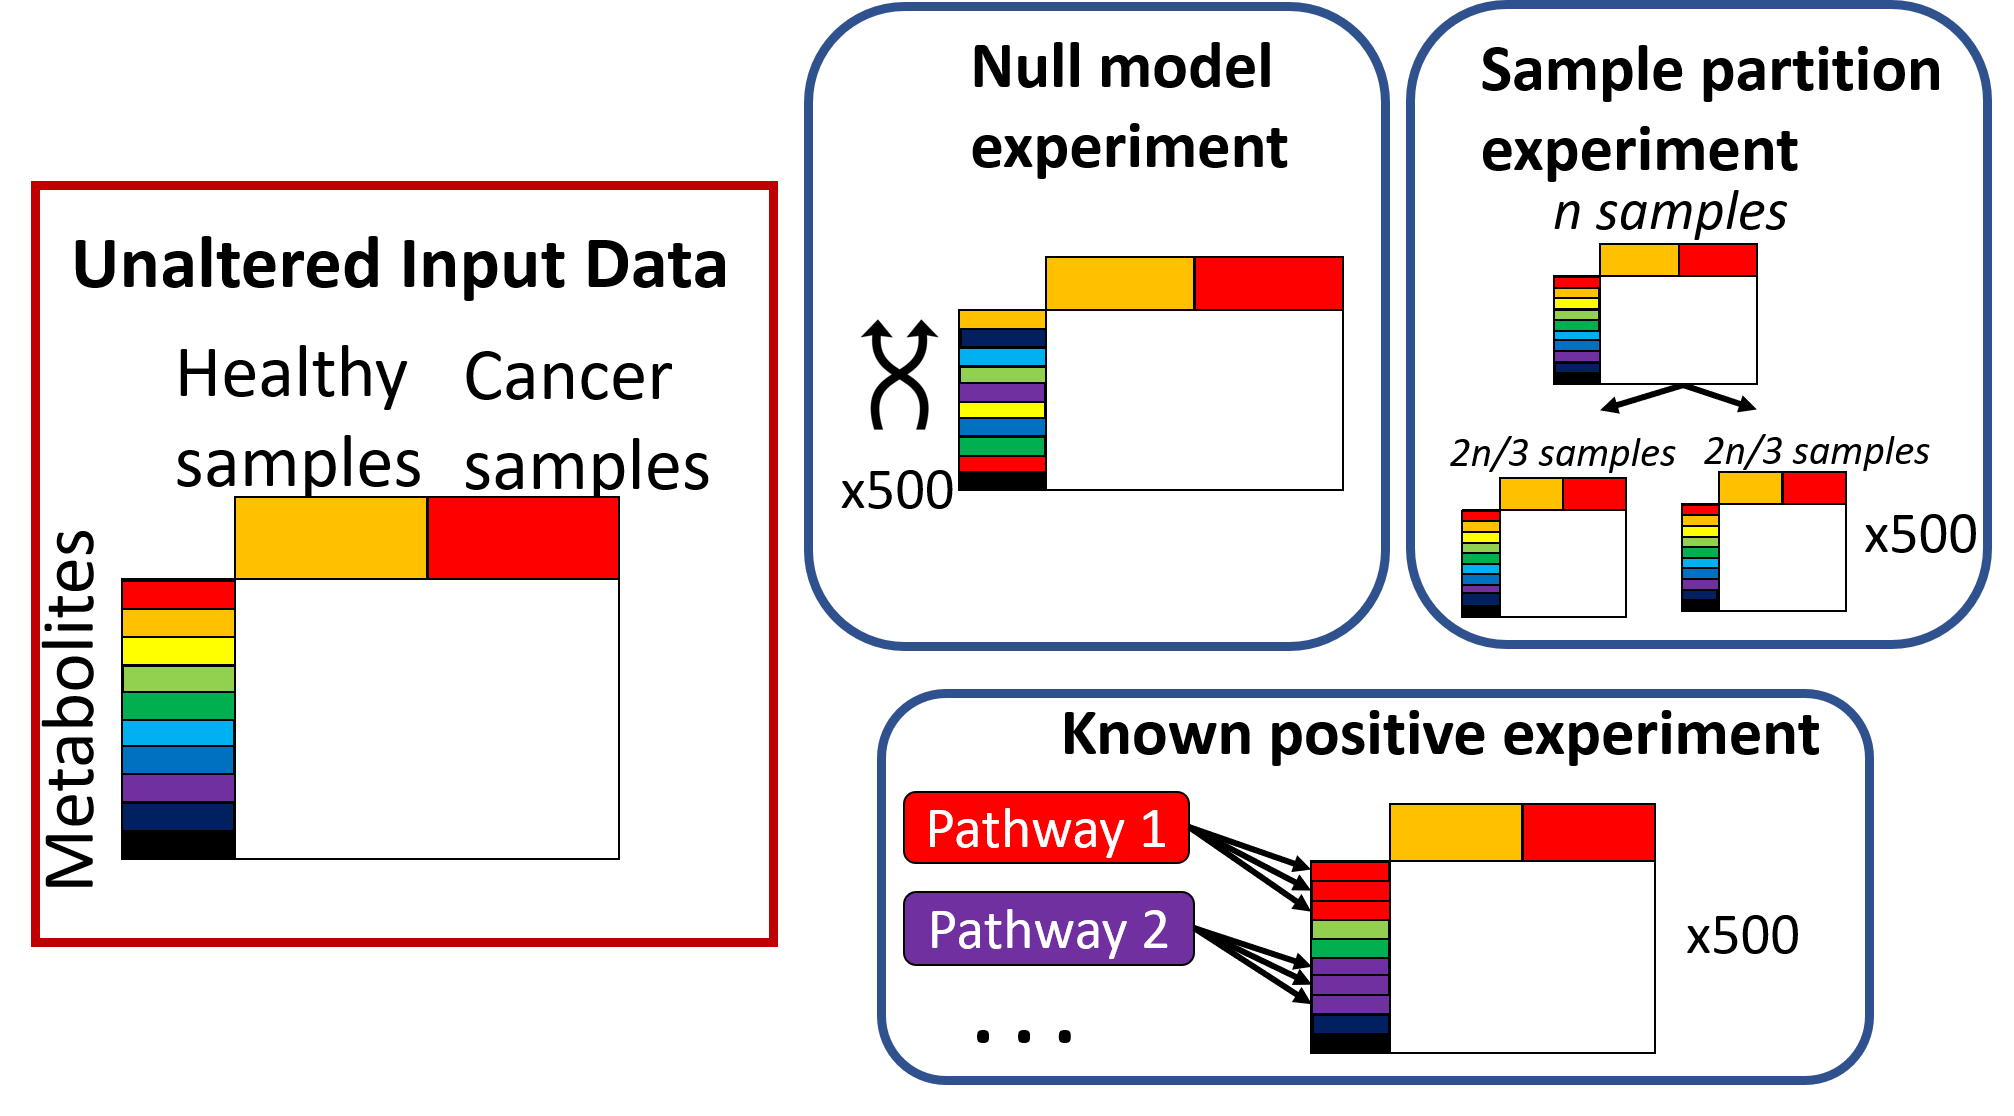 Unaltered Input Data
Healthy
samples
Cancer
samples
Metabolites
Null model
experiment
x500
Sample partition
experiment
n samples
2n/3 samples
2n/3 samples
x500
Known positive experiment
Pathway 1
Pathway 2
. . .
x500